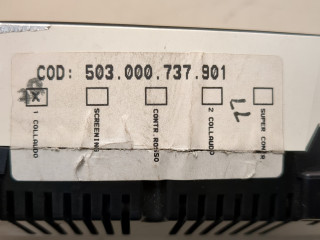 COD: 503.000.737.901
X
1 COLLAUDO
SCREENING
CONTR.ROSSO
2 COLLAUDO
SUPER CONTR